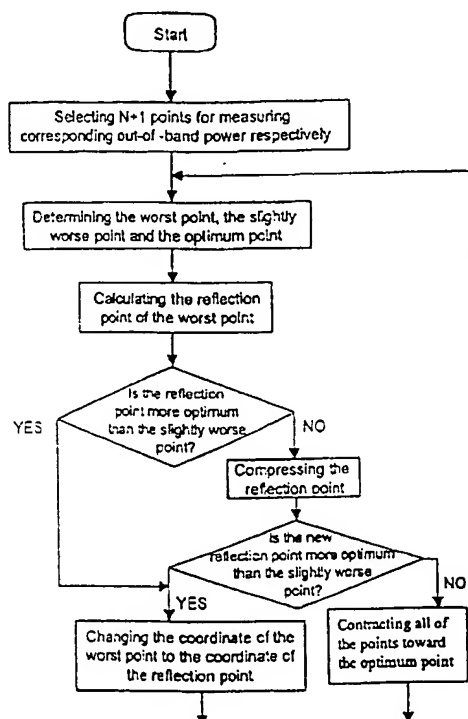 Start
Selecting N+1 points for measuring
corresponding out-of -band power respectively
Determining the worst point, the slightly
worse point and the optimum point
Calculating the reflection
point of the worst point
Is the reflection
point more optimum
than the slightly worse
point?
YES
NO
Compressing the
reflection point
Is the new
reflection point more optimum
than the slightly worse
point?
YES
NO
Changing the coordinate of the
worst point to the coordinate of
the reflection point
Contracting all of
the points toward
the optimum point